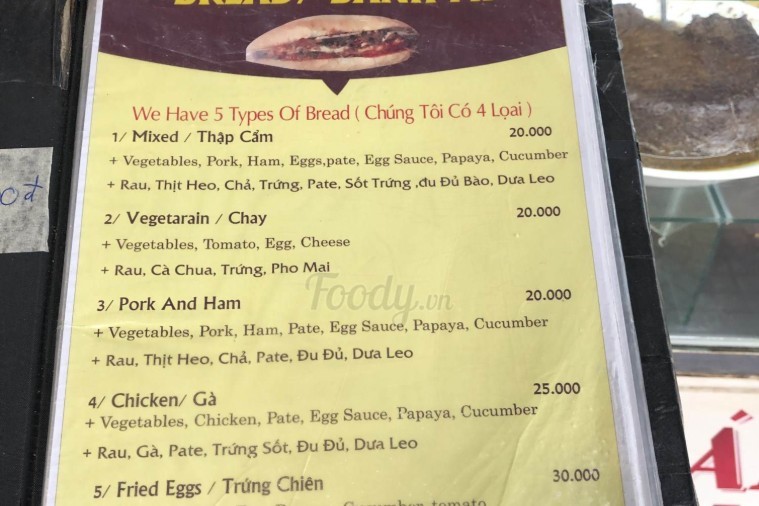 We Have 5 Types Of Bread ( Chúng Tôi Có 4 Lọai )
1/ Mixed / Thập Cẩm 20.000
+ Vegetables, Pork, Ham, Eggs,pate, Egg Sauce, Papaya, Cucumber
+ Rau, Thịt Heo, Chả, Trứng, Pate, Sốt Trứng ,đu Đủ Bào, Dưa Leo
2/ Vegetarain / Chay 20.000
+ Vegetables, Tomato, Egg, Cheese
+ Rau, Cà Chua, Trứng, Pho Mai
Foody.vn
3/ Pork And Ham 20.000
+ Vegetables, Pork, Ham, Pate, Egg Sauce, Papaya, Cucumber
+ Rau, Thịt Heo, Chả, Pate, Đu Đủ, Dưa Leo
4/ Chicken/ Gà 25.000
+ Vegetables, Chicken, Pate, Egg Sauce, Papaya, Cucumber
+ Rau, Gà, Pate, Trứng Sốt, Đu Đủ, Dưa Leo
5/ Fried Eggs / Trứng Chiên 30.000
Cucumber, tomato
0đ